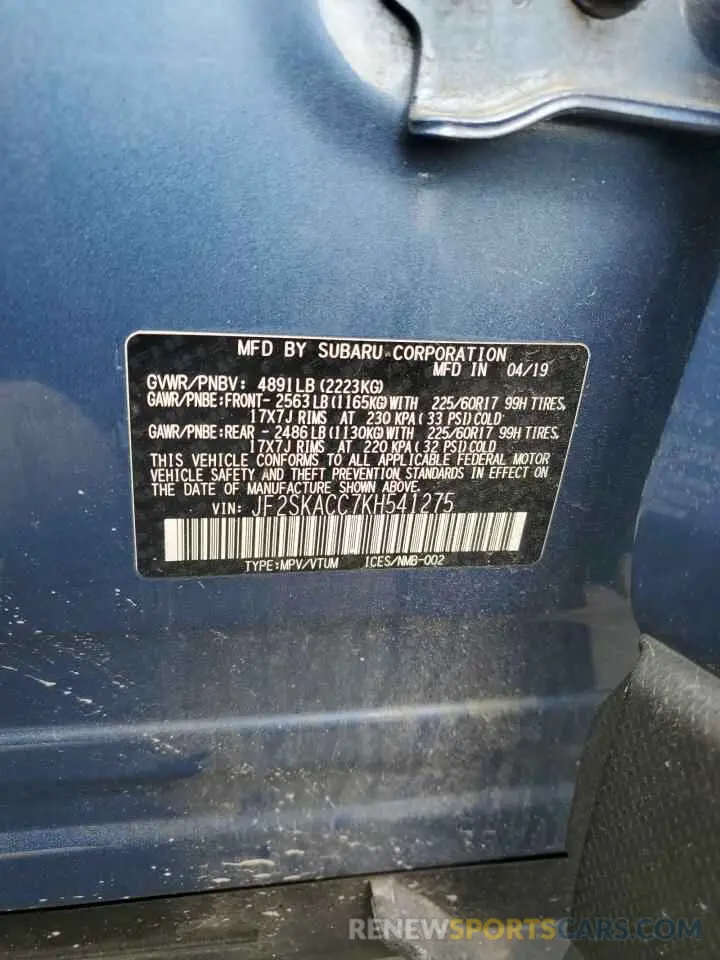 MFD BY SUBARU CORPORATION
MFD IN 04/19
GVWR/PNBV: 4891LB (2223KG)
GAWR/PNBE:FRONT- 2563LB (1165KG) WITH 225/60R17 99H TIRES,
17X7J RIMS AT 230 KPA (33 PSI) COLD
GAWR/PNBE:REAR - 2486LB (1130KG) WITH 225/60R17 99H TIRES,
17X7J RIMS AT 220 KPA (32 PSI) COLD
THIS VEHICLE CONFORMS TO ALL APPLICABLE FEDERAL MOTOR
VEHICLE SAFETY AND THEFT PREVENTION STANDARDS IN EFFECT ON
THE DATE OF MANUFACTURE SHOWN ABOVE.
VIN: JF2SKACC7KH541275
TYPE:MPV/VTUM ICES/NMB-002
RENEWSPORTSCARS.COM